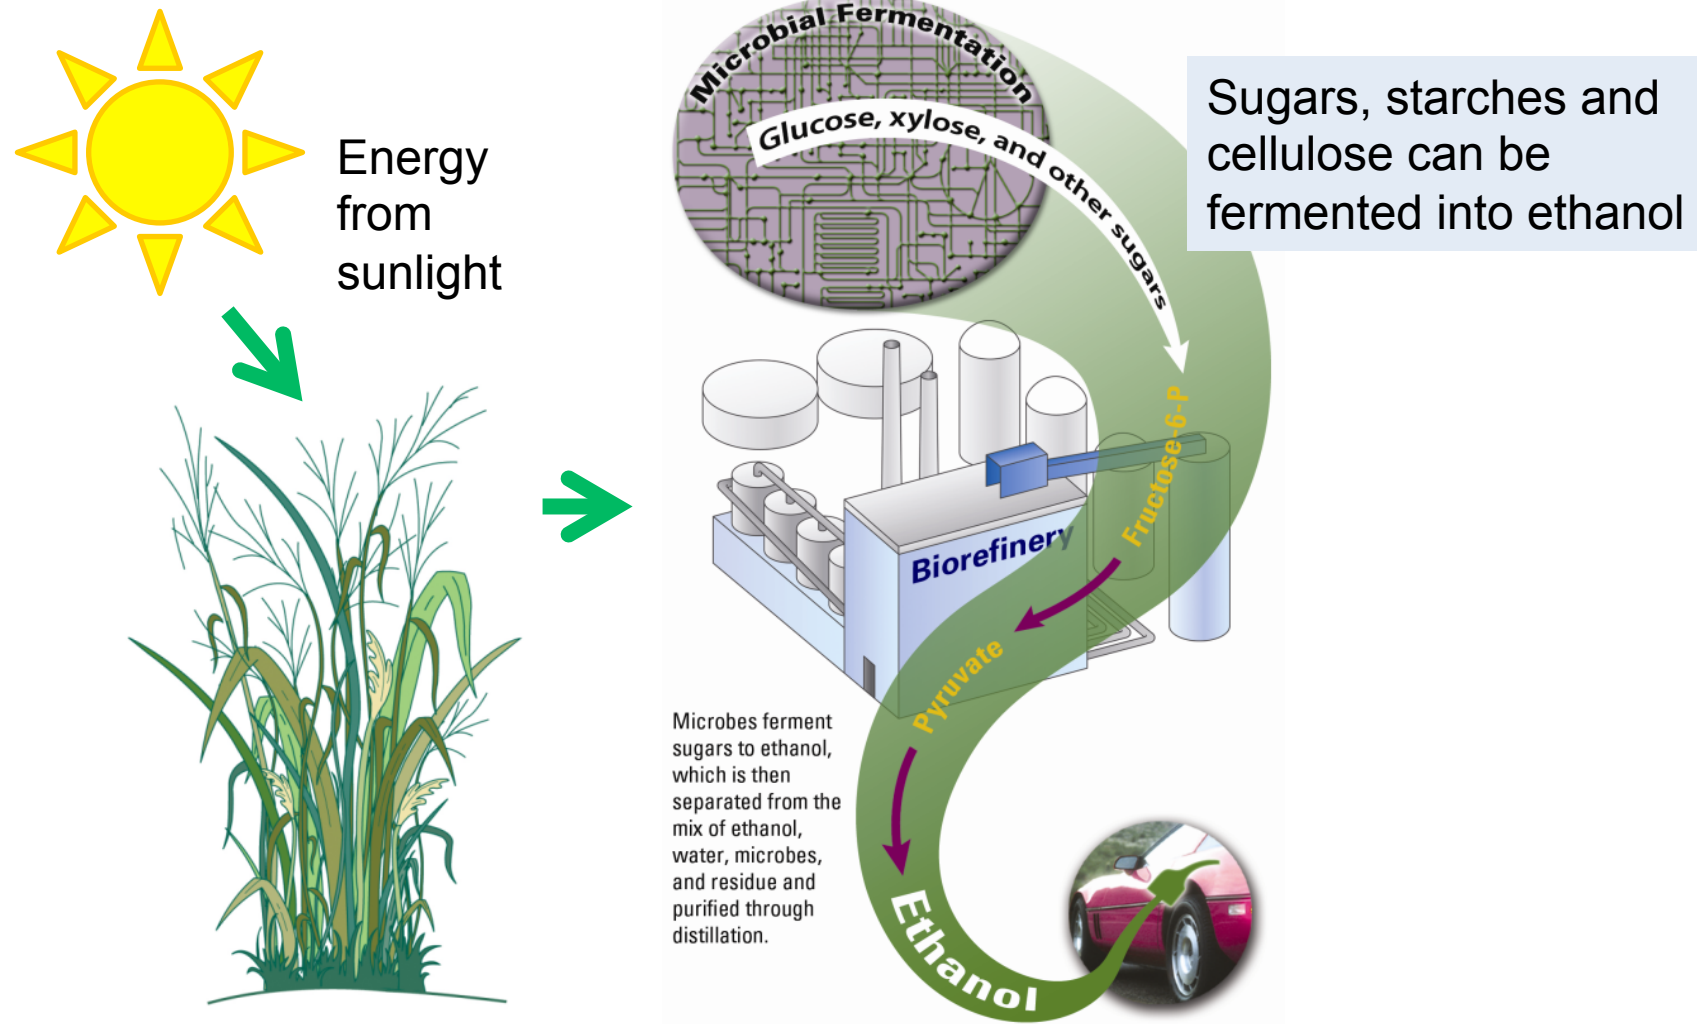 Energy
from
sunlight
Microbial Fermentation
Glucose, xylose, and other sugars
Sugars, starches and
cellulose can be
fermented into ethanol
Fructose-6-P
Biorefinery
Pyruvate
Microbes ferment
sugars to ethanol,
which is then
separated from the
mix of ethanol,
water, microbes,
and residue and
purified through
distillation.
Ethanol